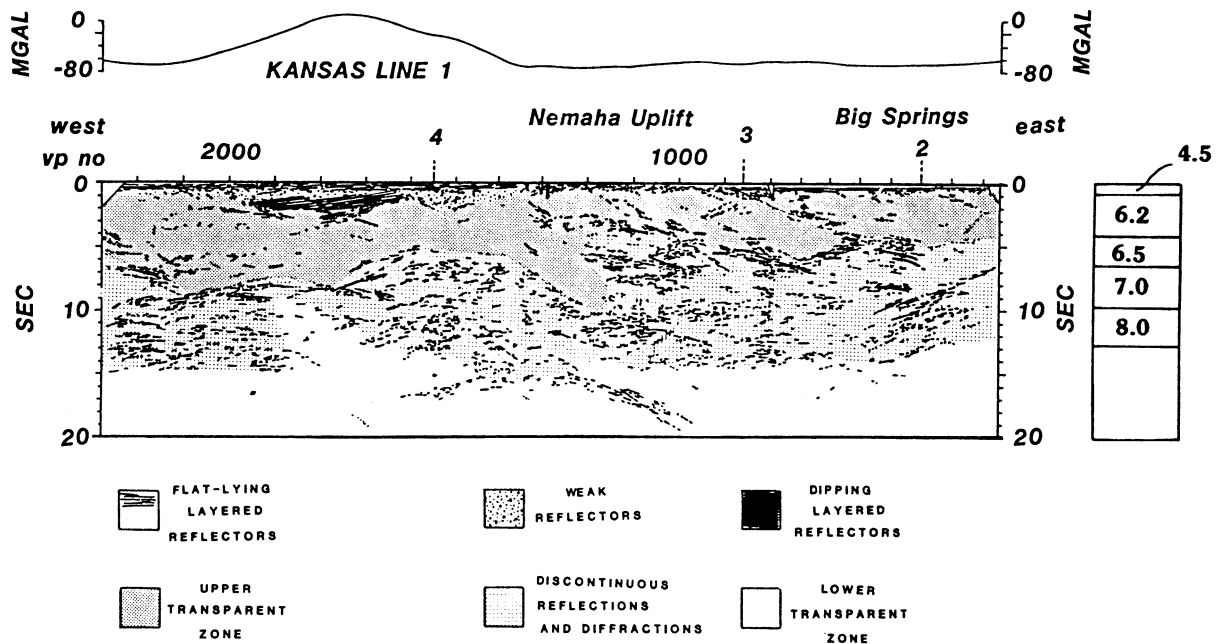 MGAL
0
-80
KANSAS LINE 1
0
-80
MGAL
west
Nemaha Uplift
Big Springs
east
vp no
2000
4
1000
3
2
0
10
20
SEC
0
10
20
SEC
4.5
6.2
6.5
7.0
8.0
FLAT-LYING
LAYERED
REFLECTORS
WEAK
REFLECTORS
DIPPING
LAYERED
REFLECTORS
UPPER
TRANSPARENT
ZONE
DISCONTINUOUS
REFLECTIONS
AND DIFFRACTIONS
LOWER
TRANSPARENT
ZONE